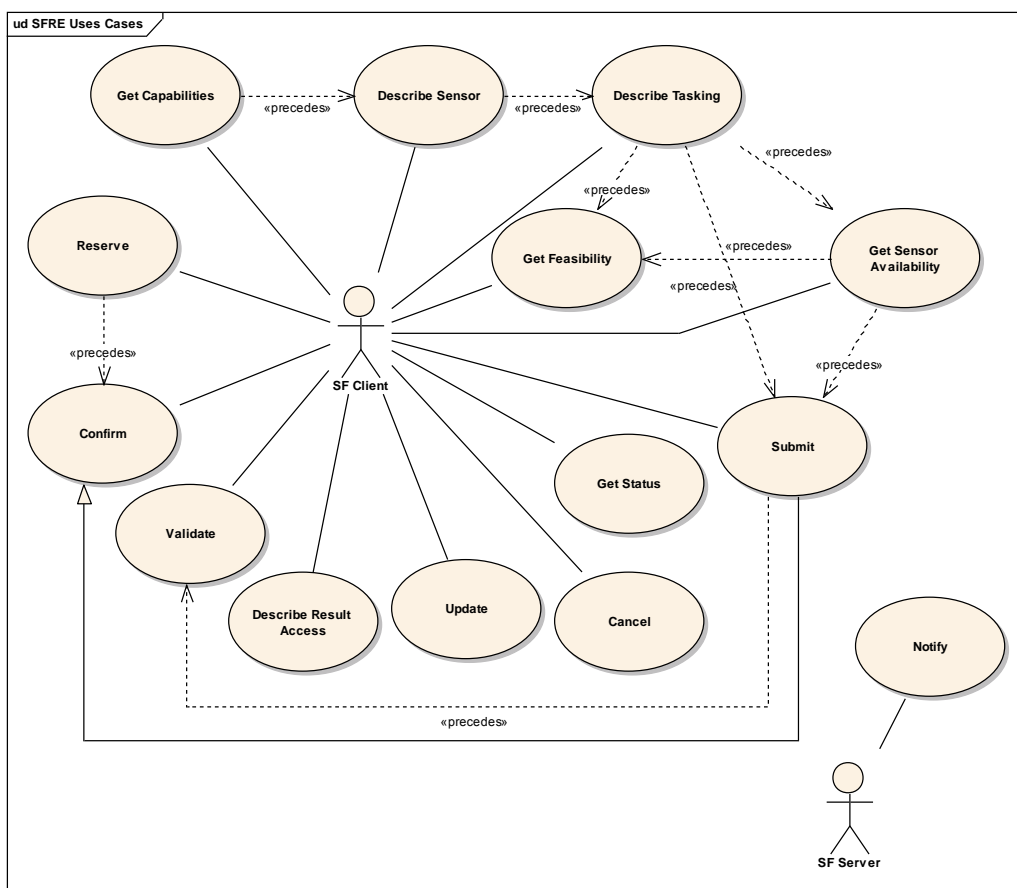 ud SFRE Uses Cases
Get Capabilities
«precedes»
Describe Sensor
«precedes»
Describe Tasking
«precedes»
«precedes»
Reserve
Get Feasibility
«precedes»
Get Sensor
Availability
«precedes»
«precedes»
«precedes»
SF Client
Confirm
Submit
Get Status
Validate
Describe Result
Access
Update
Cancel
Notify
«precedes»
SF Server